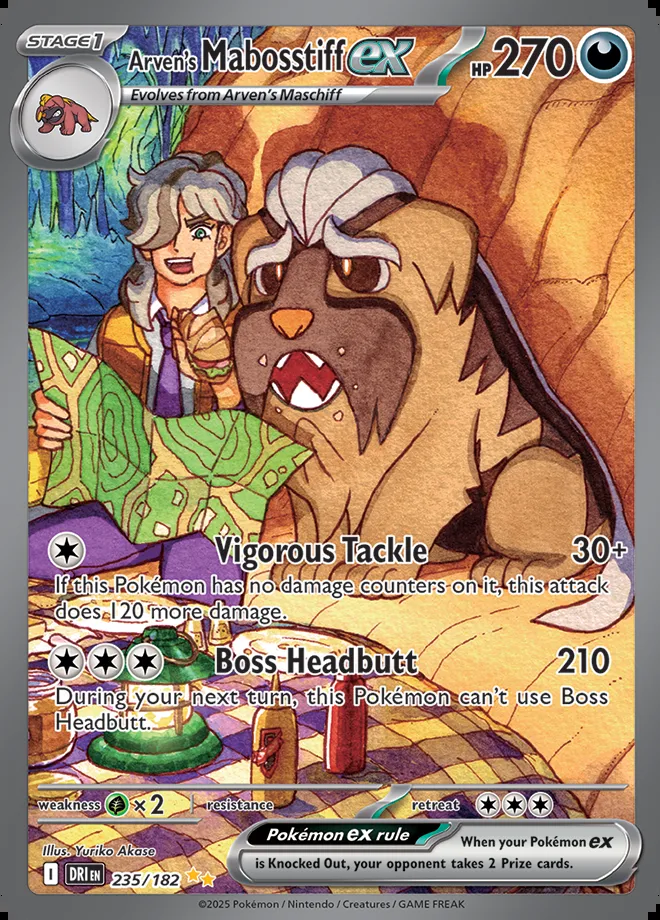 STAGE1
Arven's Mabosstiff ex
HP 270
Evolves from Arven's Maschiff
Vigorous Tackle 30+
If this Pokémon has no damage counters on it, this attack
does 120 more damage.
Boss Headbutt 210
During your next turn, this Pokémon can't use Boss
Headbutt.
weakness ×2 resistance retreat
Pokémon ex rule
When your Pokémon ex
is Knocked Out, your opponent takes 2 Prize cards.
Illus. Yuriko Akase
I DRI EN 235/182
©2025 Pokémon / Nintendo / Creatures / GAME FREAK